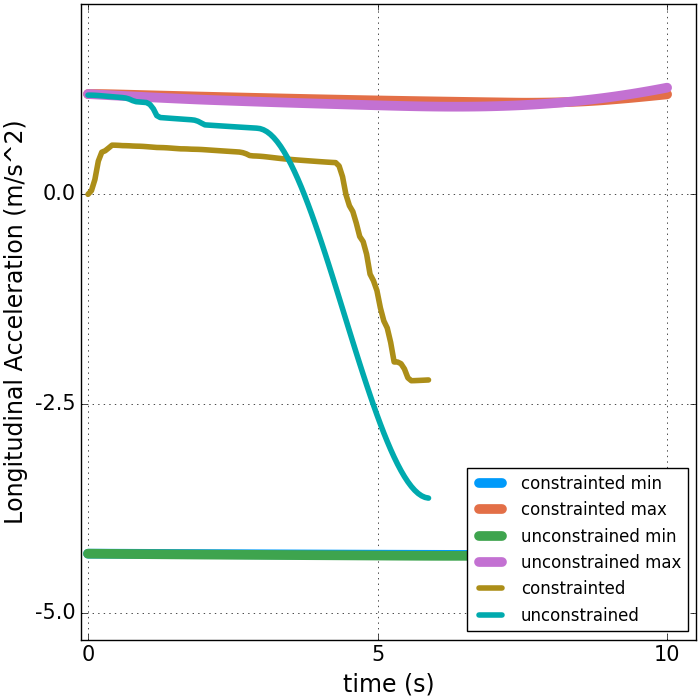 Longitudinal Acceleration (m/s^2)
0.0
-2.5
-5.0
0
5
10
time (s)
constrainted min
constrainted max
unconstrained min
unconstrained max
constrainted
unconstrained